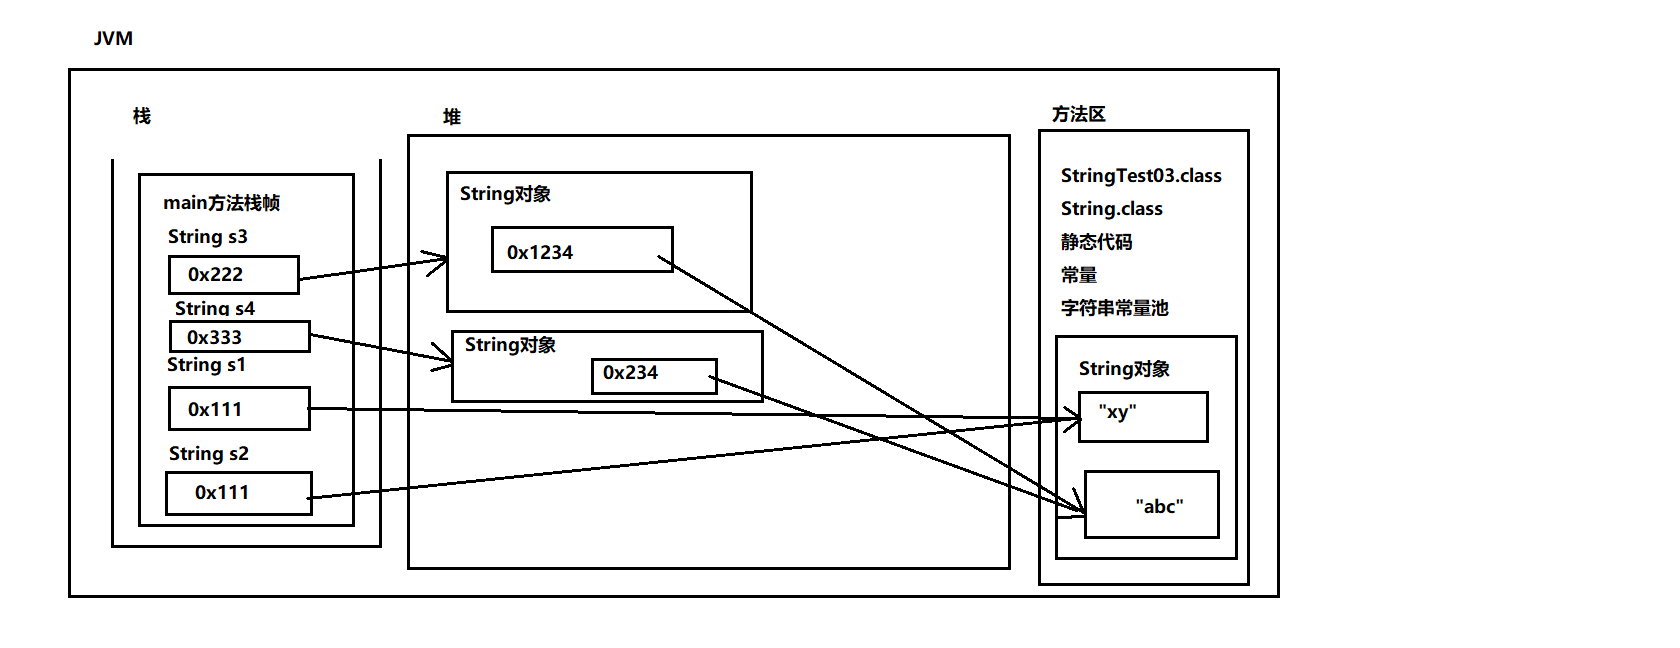 JVM
栈
main方法栈帧
String s3
0x222
String s4
0x333
String s1
0x111
String s2
0x111
堆
String对象
0x1234
String对象
0x234
方法区
StringTest03.class
String.class
静态代码
常量
字符串常量池
String对象
"xy"
"abc"